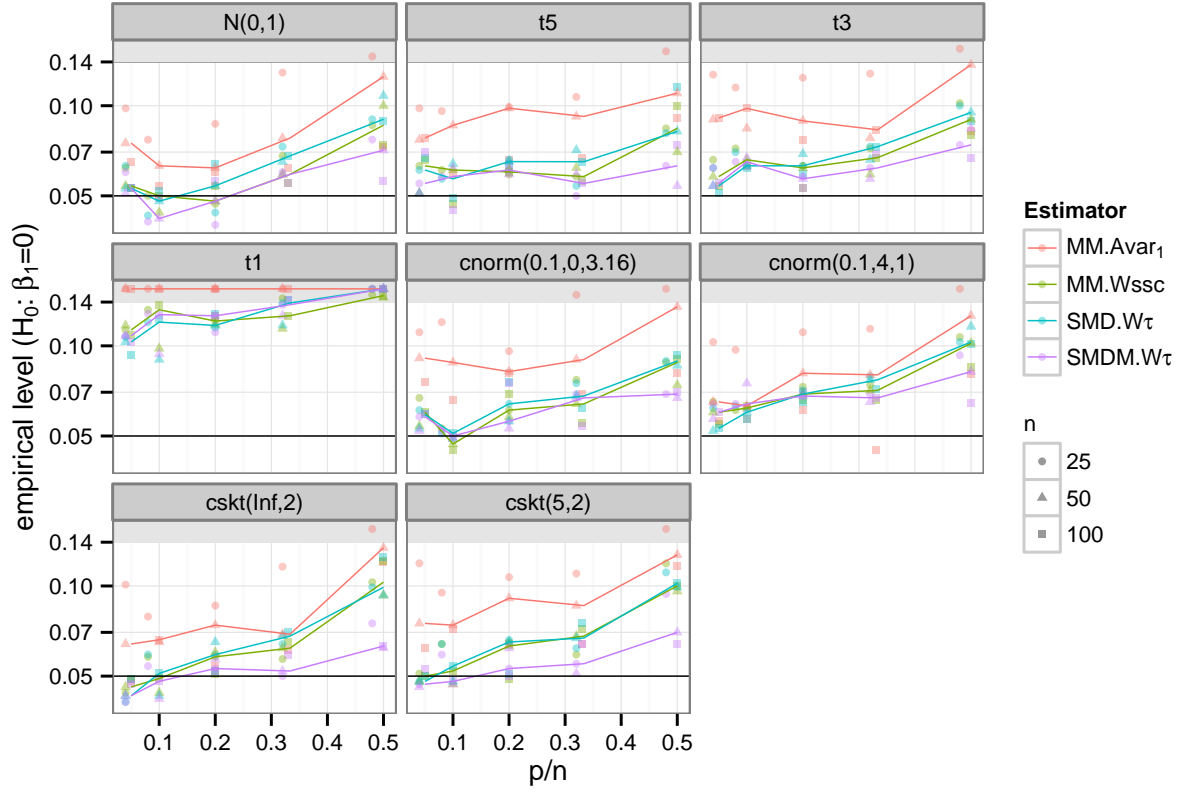 N(0,1) t5 t3
0.14
0.10
0.07
0.05
t1 cnorm(0.1,0,3.16) cnorm(0.1,4,1)
0.14
0.10
0.07
0.05
cskt(Inf,2) cskt(5,2)
0.14
0.10
0.07
0.05
0.1 0.2 0.3 0.4 0.5 0.1 0.2 0.3 0.4 0.5
p/n
empirical level (H₀: β₁=0)
Estimator
MM.Avar₁
MM.Wssc
SMD.Wτ
SMDM.Wτ
n
25
50
100